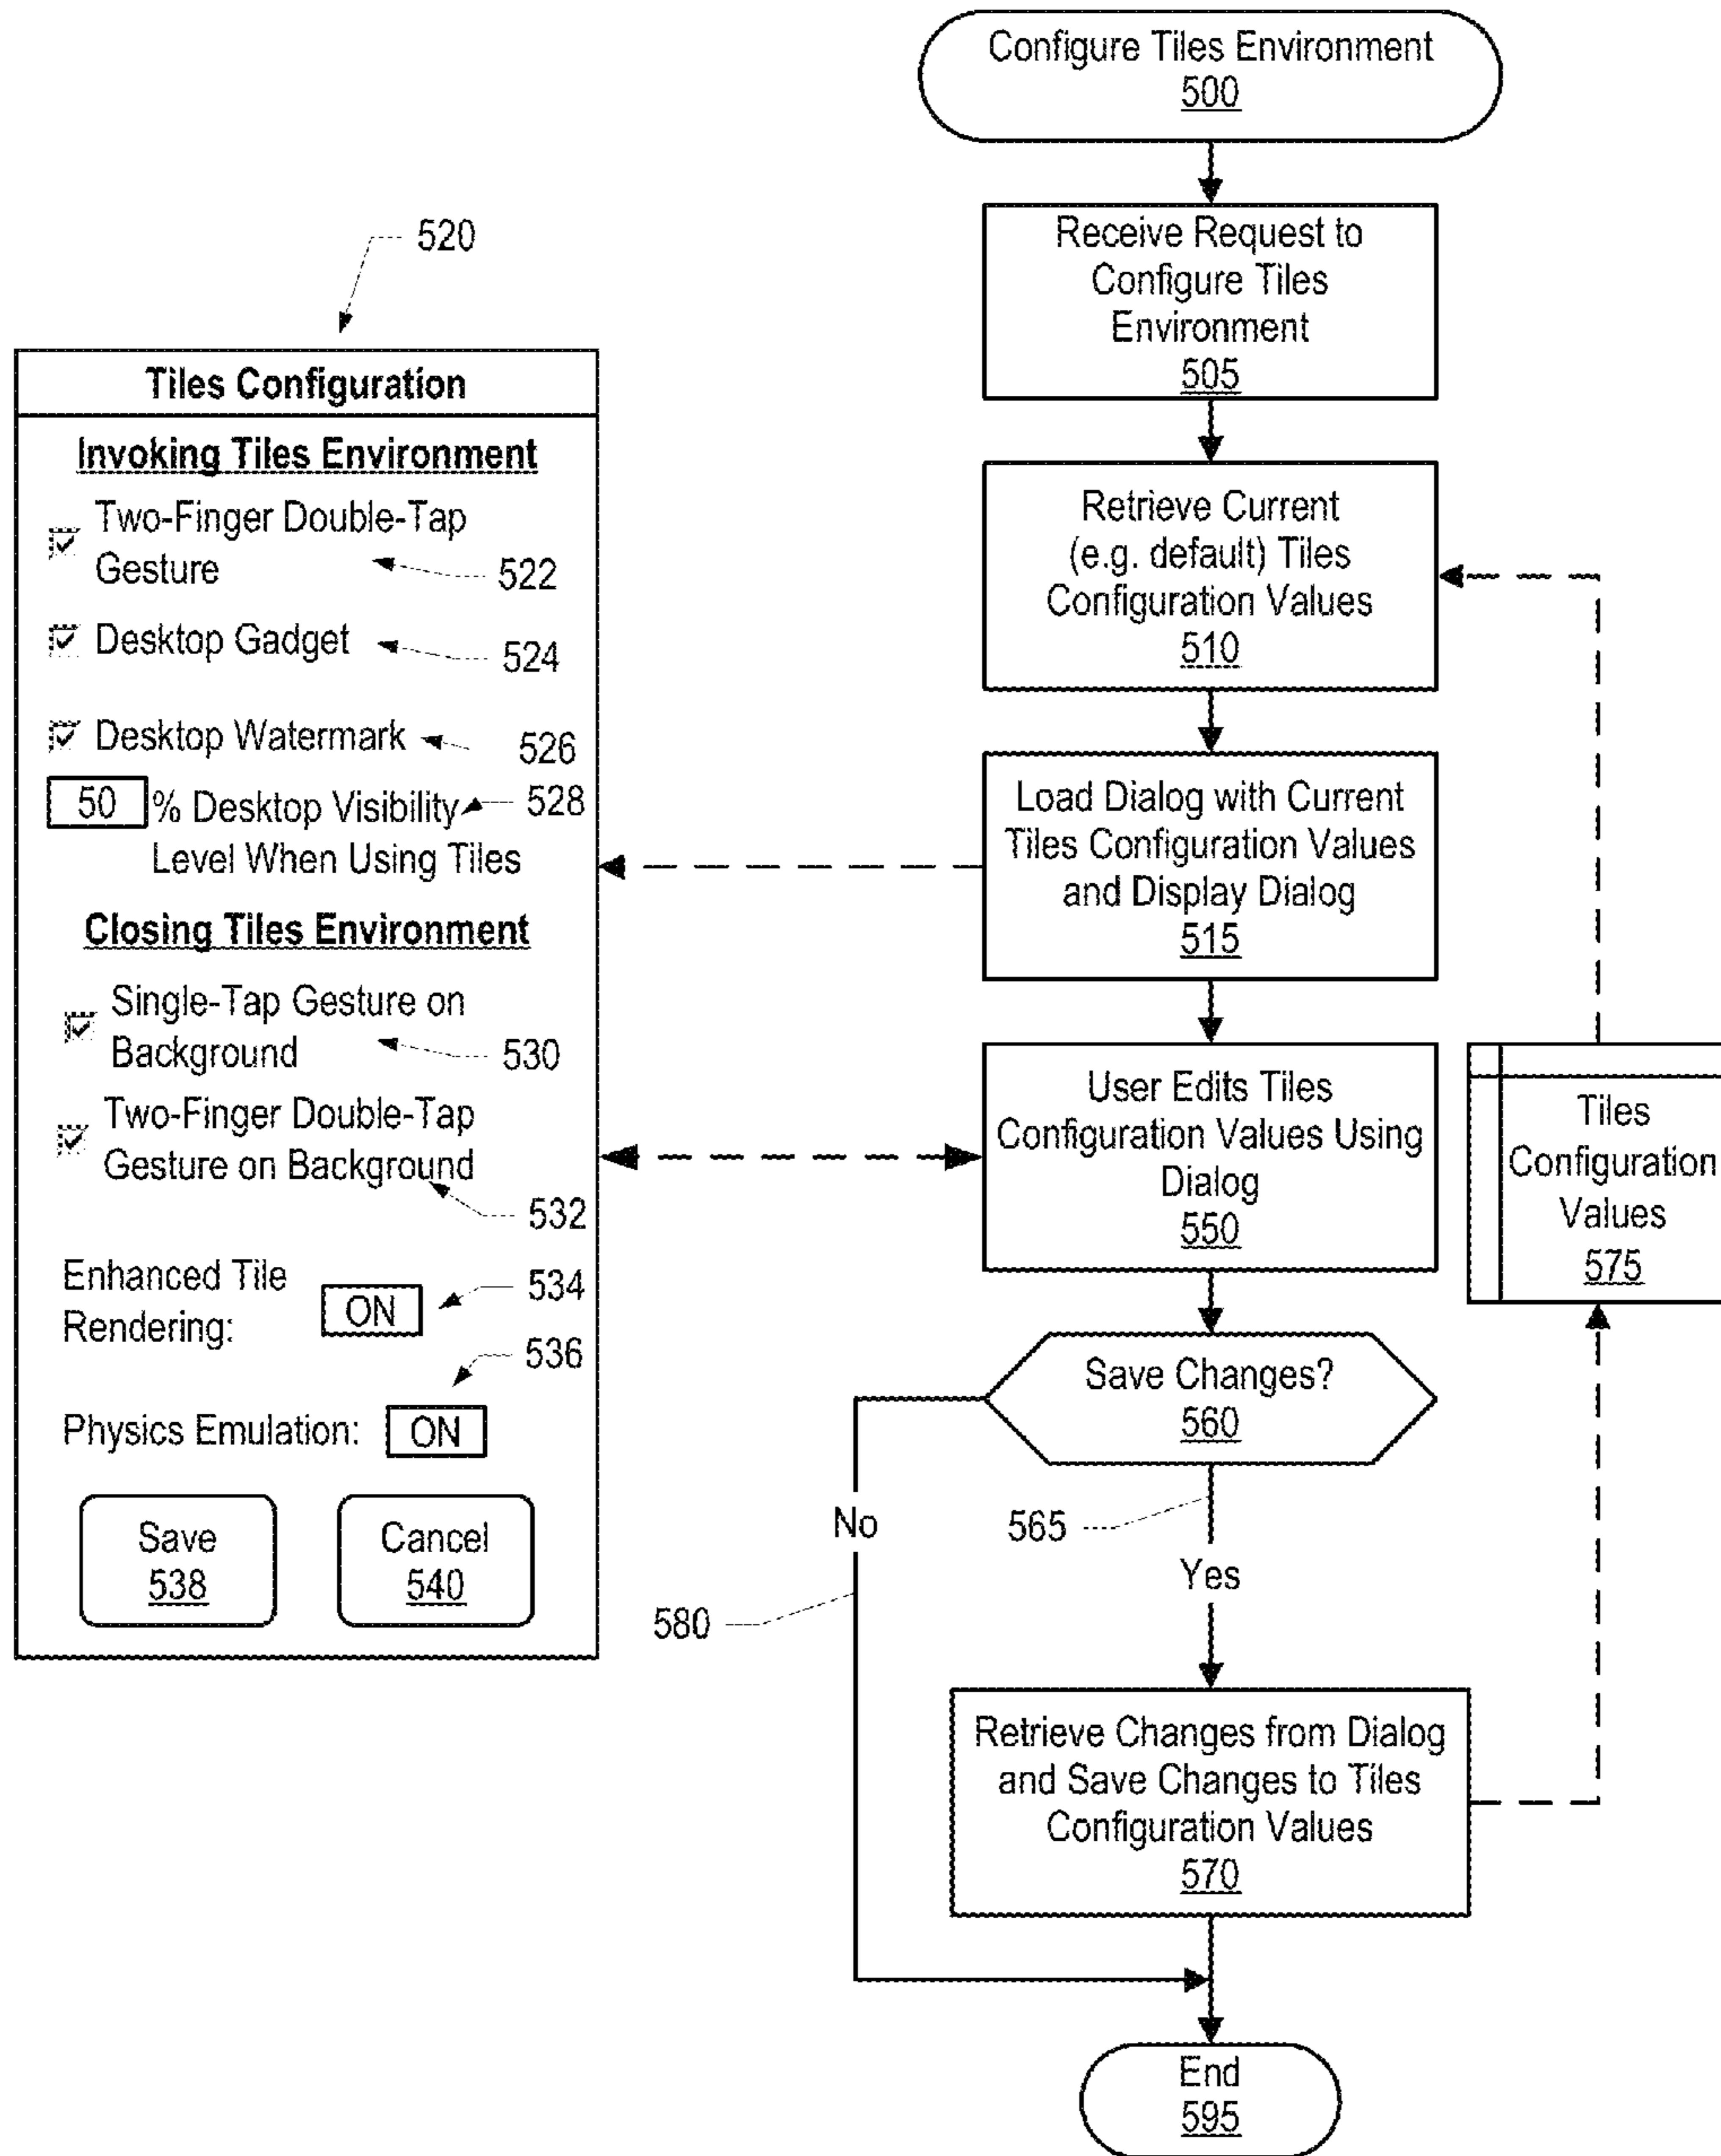 Configure Tiles Environment
500
Receive Request to
Configure Tiles
Environment
505
Retrieve Current
(e.g. default) Tiles
Configuration Values
510
Load Dialog with Current
Tiles Configuration Values
and Display Dialog
515
User Edits Tiles
Configuration Values Using
Dialog
550
Save Changes?
560
No
580
565
Yes
Retrieve Changes from Dialog
and Save Changes to Tiles
Configuration Values
570
End
595
Tiles
Configuration
Values
575
520
Tiles Configuration
Invoking Tiles Environment
Two-Finger Double-Tap
Gesture
522
Desktop Gadget
524
Desktop Watermark
526
50 % Desktop Visibility
528
Level When Using Tiles
Closing Tiles Environment
Single-Tap Gesture on
Background
530
Two-Finger Double-Tap
Gesture on Background
532
Enhanced Tile
Rendering:
ON
534
536
Physics Emulation: ON
Save
538
Cancel
540